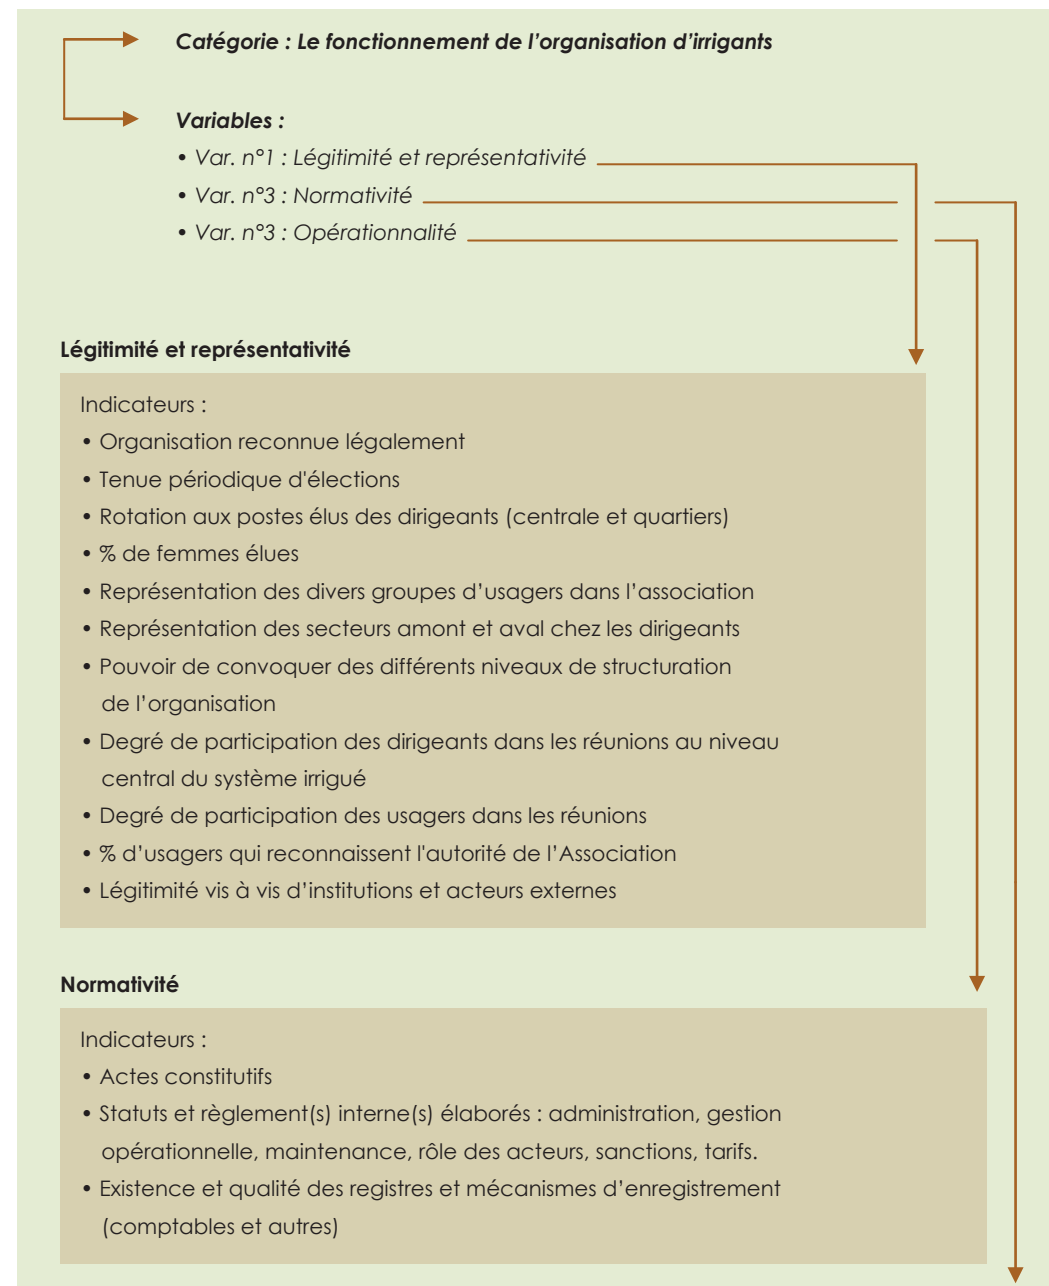 Catégorie : Le fonctionnement de l’organisation d’irrigants
Variables :
• Var. n°1 : Légitimité et représentativité
• Var. n°3 : Normativité
• Var. n°3 : Opérationnalité
Légitimité et représentativité
Indicateurs :
• Organisation reconnue légalement
• Tenue périodique d'élections
• Rotation aux postes élus des dirigeants (centrale et quartiers)
• % de femmes élues
• Représentation des divers groupes d’usagers dans l’association
• Représentation des secteurs amont et aval chez les dirigeants
• Pouvoir de convoquer des différents niveaux de structuration
de l’organisation
• Degré de participation des dirigeants dans les réunions au niveau
central du système irrigué
• Degré de participation des usagers dans les réunions
• % d’usagers qui reconnaissent l'autorité de l’Association
• Légitimité vis à vis d’institutions et acteurs externes
Normativité
Indicateurs :
• Actes constitutifs
• Statuts et règlement(s) interne(s) élaborés : administration, gestion
opérationnelle, maintenance, rôle des acteurs, sanctions, tarifs.
• Existence et qualité des registres et mécanismes d’enregistrement
(comptables et autres)